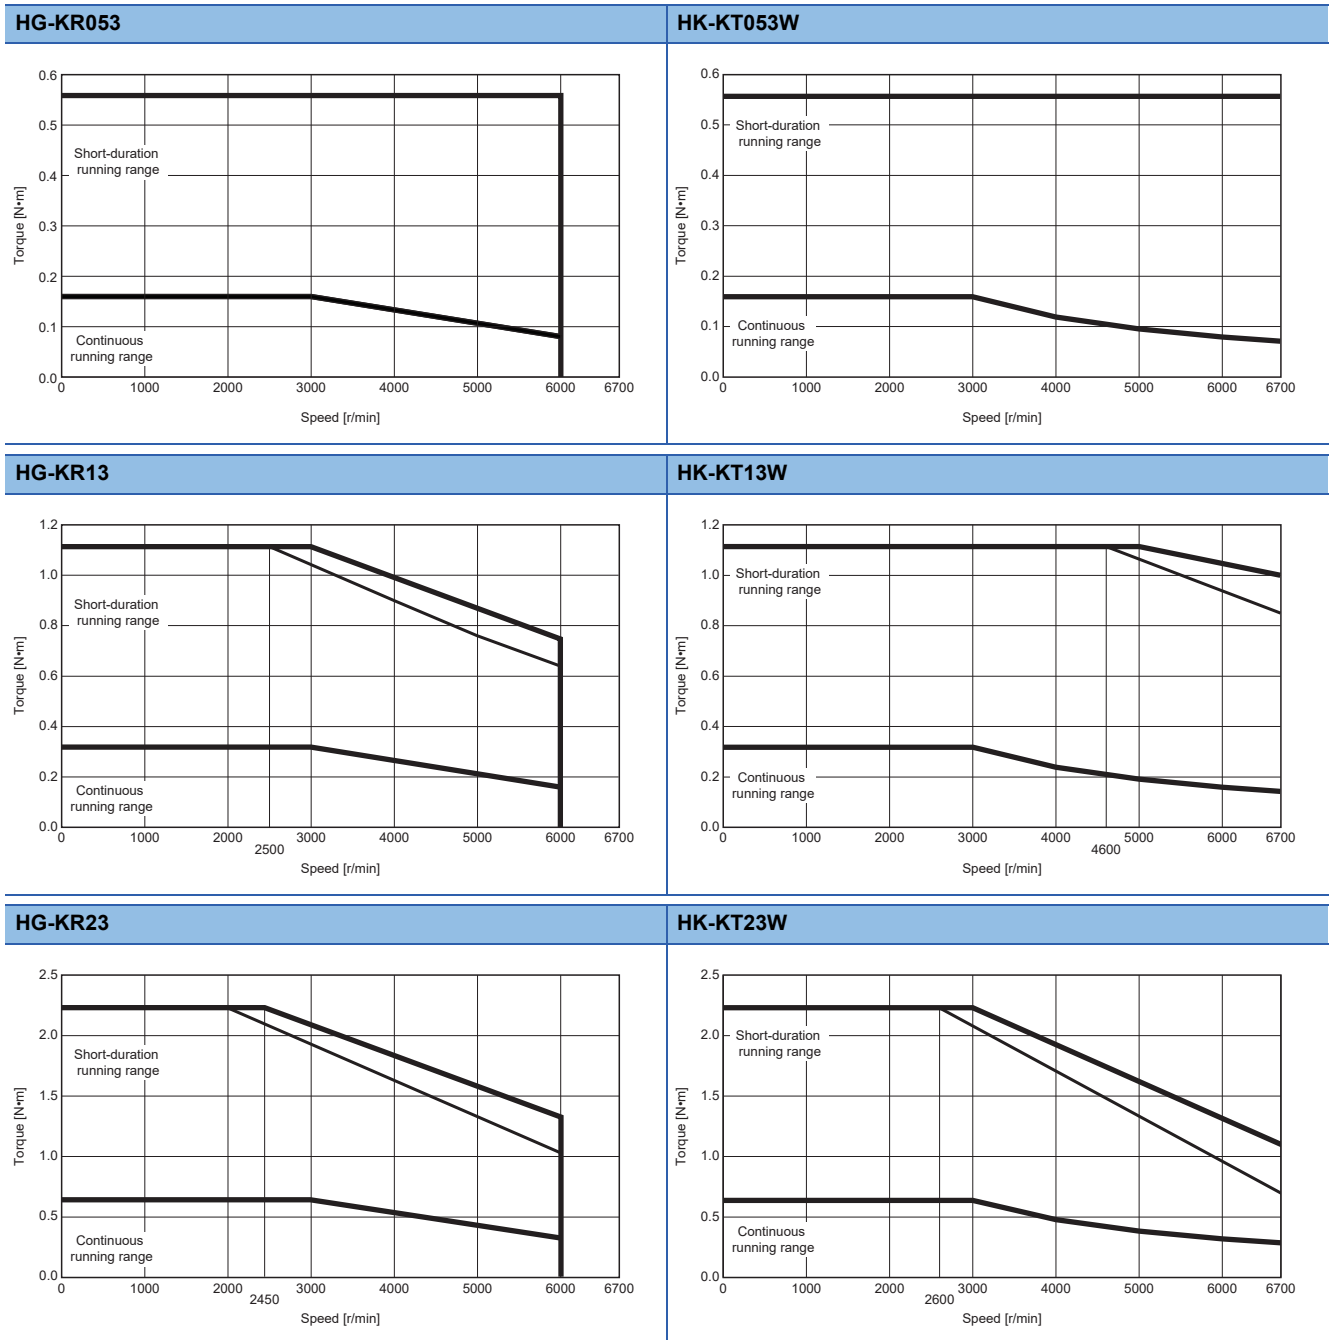 HG-KR053
HK-KT053W
0.6
0.5
0.4
0.3
0.2
0.1
0.0
Torque [N•m]
Short-duration
running range
Continuous
running range
0 1000 2000 3000 4000 5000 6000 6700
Speed [r/min]
0.6
0.5
0.4
0.3
0.2
0.1
0.0
Torque [N•m]
Short-duration
running range
Continuous
running range
0 1000 2000 3000 4000 5000 6000 6700
Speed [r/min]
HG-KR13
HK-KT13W
1.2
1.0
0.8
0.6
0.4
0.2
0.0
Torque [N•m]
Short-duration
running range
Continuous
running range
0 1000 2000 3000 4000 5000 6000 6700
2500
Speed [r/min]
1.2
1.0
0.8
0.6
0.4
0.2
0.0
Torque [N•m]
Short-duration
running range
Continuous
running range
0 1000 2000 3000 4000 5000 6000 6700
4600
Speed [r/min]
HG-KR23
HK-KT23W
2.5
2.0
1.5
1.0
0.5
0.0
Torque [N•m]
Short-duration
running range
Continuous
running range
0 1000 2000 3000 4000 5000 6000 6700
2450
Speed [r/min]
2.5
2.0
1.5
1.0
0.5
0.0
Torque [N•m]
Short-duration
running range
Continuous
running range
0 1000 2000 3000 4000 5000 6000 6700
2600
Speed [r/min]